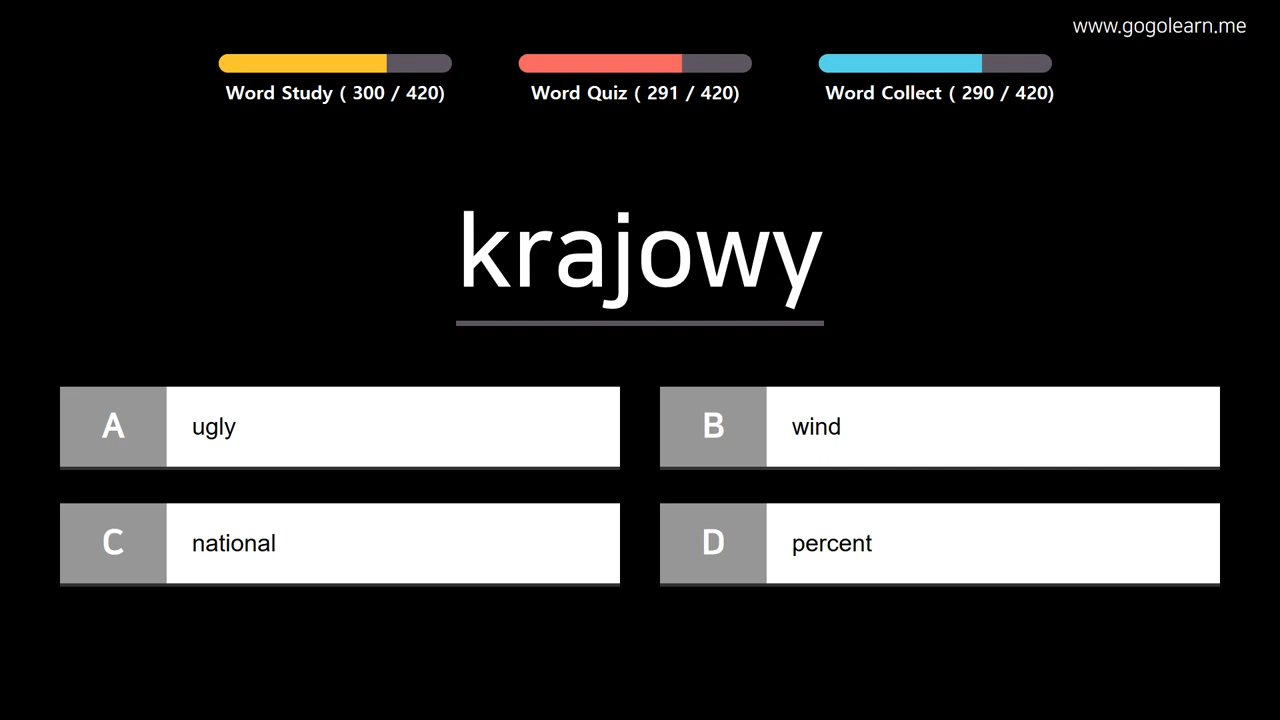 www.gogolearn.me
Word Study ( 300 / 420)
Word Quiz ( 291 / 420)
Word Collect ( 290 / 420)
krajowy
A ugly
B wind
C national
D percent